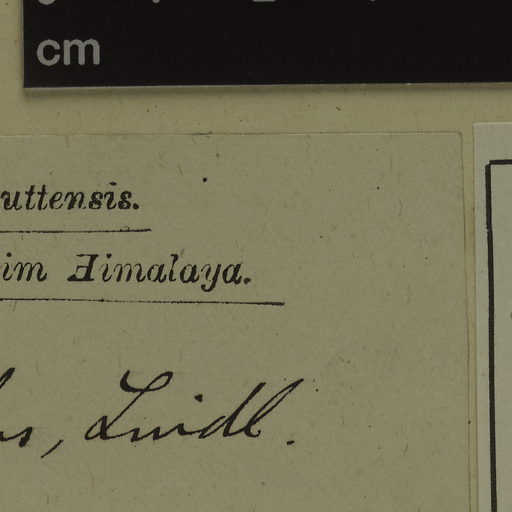 cm
uttensis.
im Himalaya.
s, Lindl.